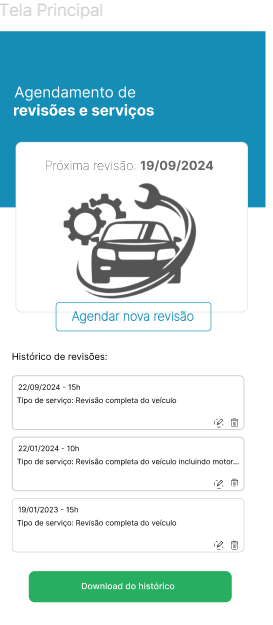 Tela Principal
Agendamento de
revisões e serviços
Próxima revisão: 19/09/2024
Agendar nova revisão
Histórico de revisões:
22/09/2024 - 15h
Tipo de serviço: Revisão completa do veículo
22/01/2024 - 10h
Tipo de serviço: Revisão completa do veículo incluindo motor...
19/01/2023 - 15h
Tipo de serviço: Revisão completa do veículo
Download do histórico